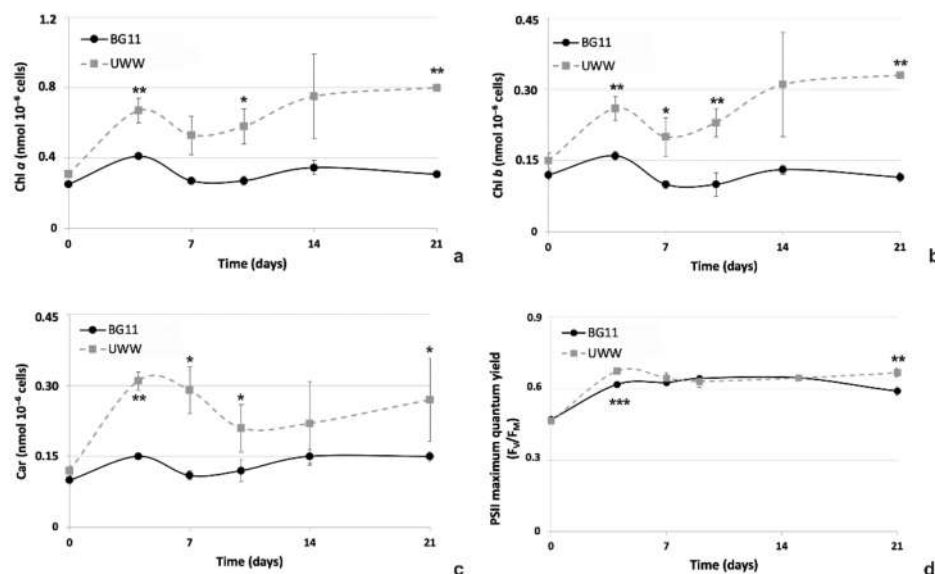 1.2
BG11
UWW
0.8
0.4
0
**
*
**
Chl a (nmol 10⁻⁶ cells)
0 7 14 21
Time (days)
a
0.45
BG11
UWW
0.30
0.15
0
**
*
**
**
Chl b (nmol 10⁻⁶ cells)
0 7 14 21
Time (days)
b
0.45
BG11
UWW
0.30
0.15
0
**
*
*
*
Car (nmol 10⁻⁶ cells)
0 7 14 21
Time (days)
c
0.9
BG11
UWW
0.6
0.3
0
***
**
PSII maximum quantum yield
(Fv/FM)
0 7 14 21
Time (days)
d